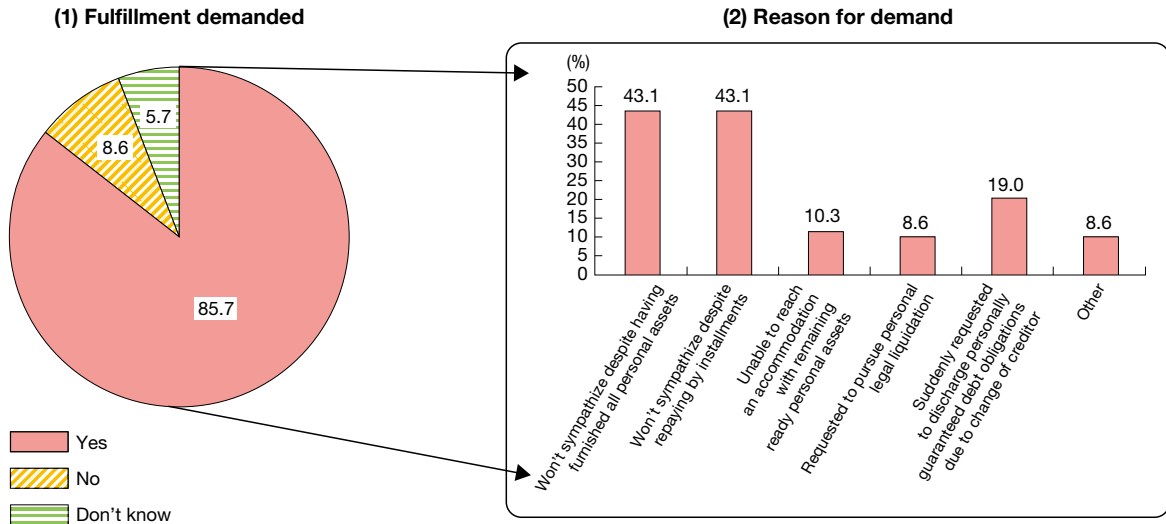 (1) Fulfillment demanded
5.7
8.6
85.7
Yes
No
Don't know
(2) Reason for demand
(%)
50
45
40
35
30
25
20
15
10
5
0
43.1
43.1
10.3
8.6
19.0
8.6
Won't sympathize despite having
furnished all personal assets
Won't sympathize despite
repaying by installments
Unable to reach
an accommodation
with remaining
ready personal assets
Requested to pursue personal
legal liquidation
Suddenly requested
to discharge personally
guaranteed debt obligations
due to change of creditor
Other